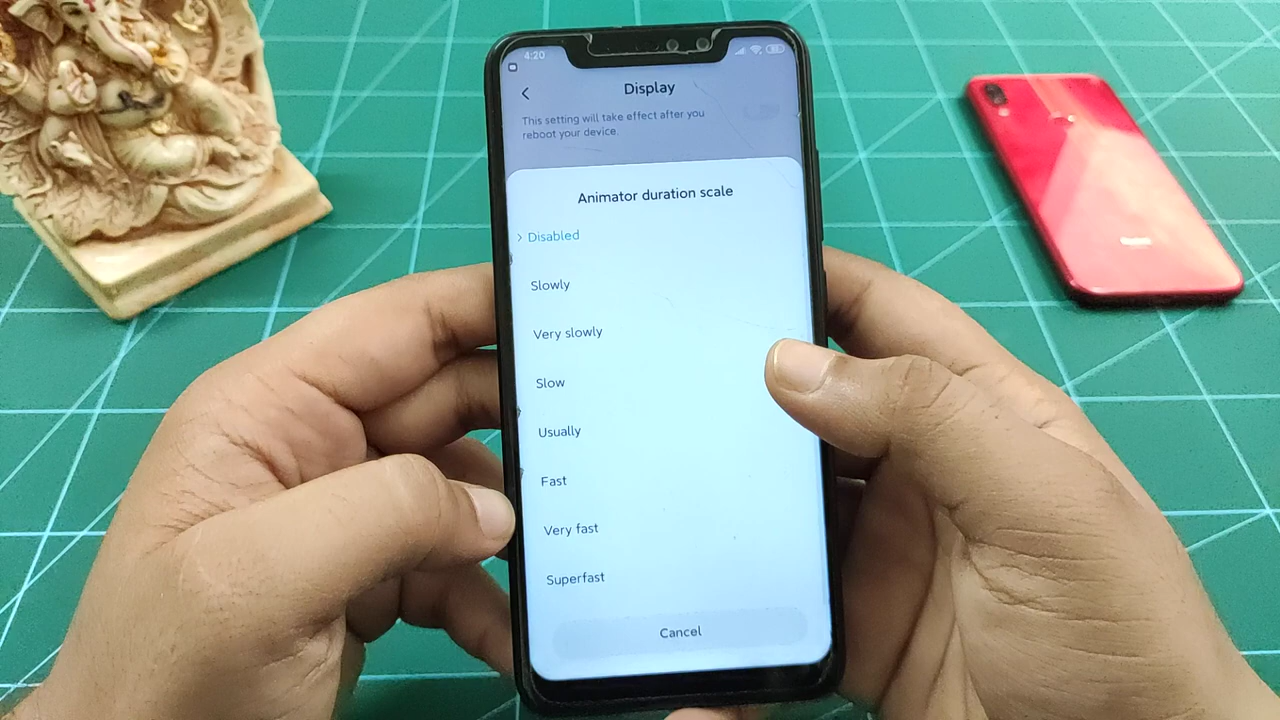 4:20
Display
This setting will take effect after you
reboot your device.
Animator duration scale
Disabled
Slowly
Very slowly
Slow
Usually
Fast
Very fast
Superfast
Cancel